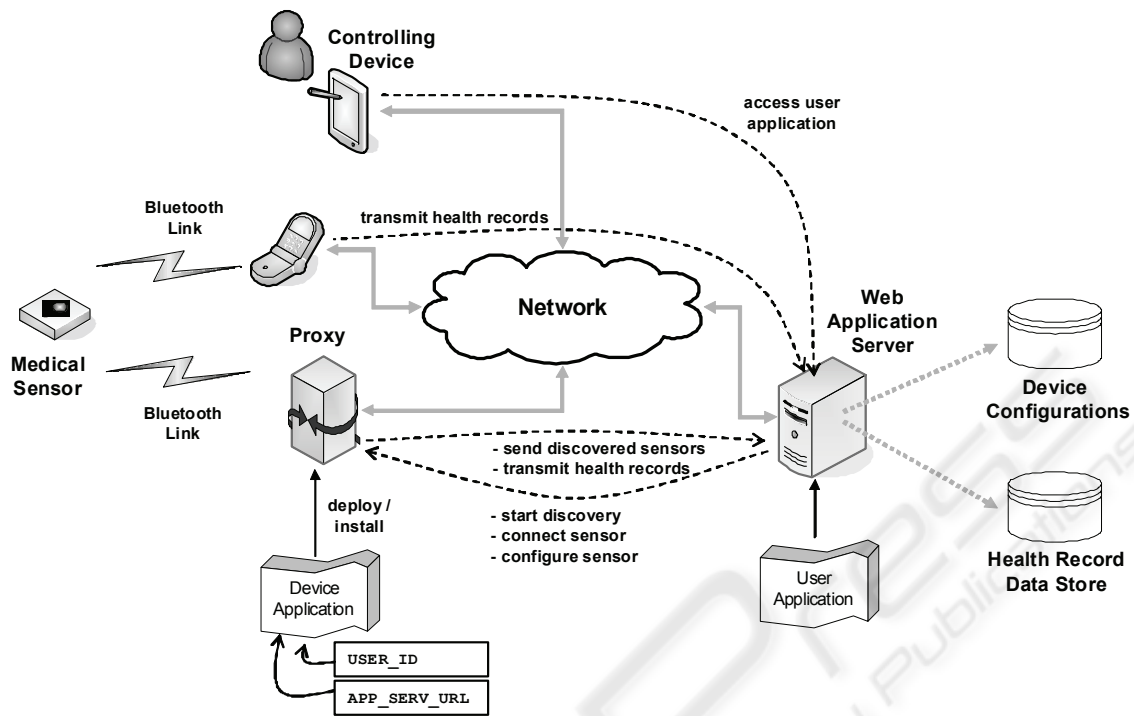 Controlling
Device
access user
application
Bluetooth
Link
transmit health records
Network
Web
Application
Server
Proxy
Medical
Sensor
Bluetooth
Link
Device
Configurations
- send discovered sensors
- transmit health records
deploy /
install
- start discovery
- connect sensor
- configure sensor
Health Record
Data Store
Device
Application
User
Application
USER_ID
APP_SERV_URL
Press
Publications